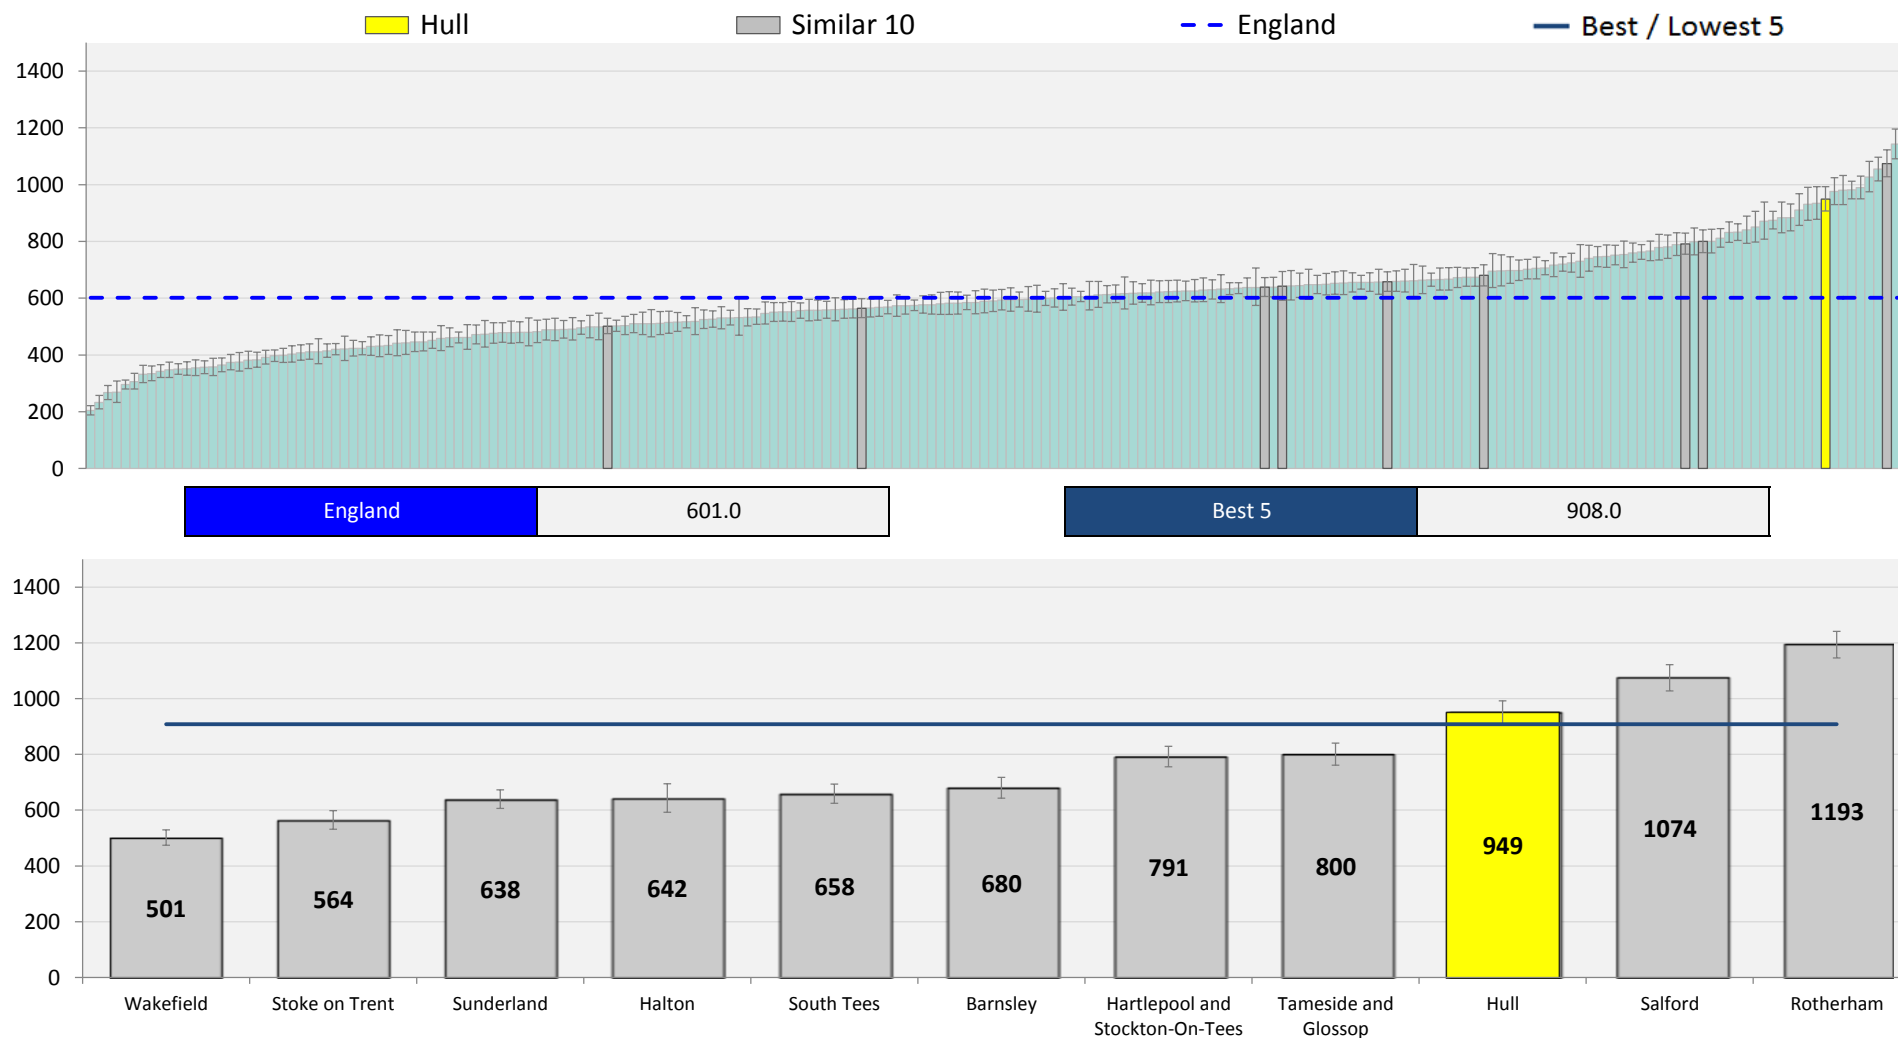 Hull
Similar 10
England
Best / Lowest 5
1400
1200
1000
800
600
400
200
0
England
601.0
Best 5
908.0
1400
1200
1000
800
600
400
200
0
501
564
638
642
658
680
791
800
949
1074
1193
Wakefield
Stoke on Trent
Sunderland
Halton
South Tees
Barnsley
Hartlepool and
Stockton-On-Tees
Tameside and
Glossop
Hull
Salford
Rotherham